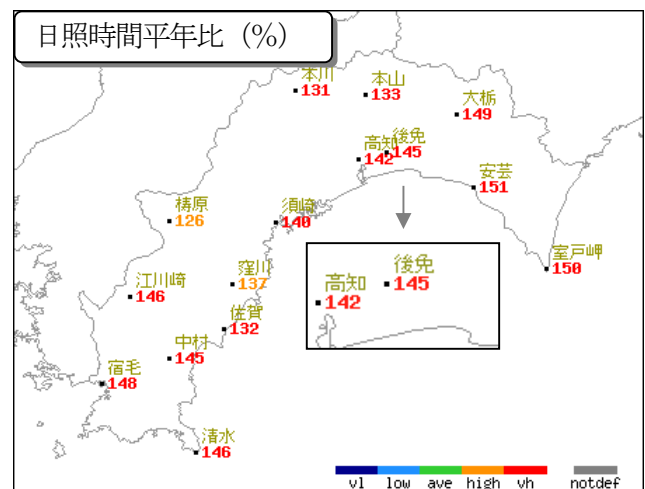 日照時間平年比 (%)
本川
131
本山
133
大栃
149
高知
142
後免
145
安芸
151
梼原
126
須崎
140
室戸岬
150
窪川
137
江川崎
146
佐賀
132
中村
145
宿毛
148
清水
146
高知
142
後免
145
vl low ave high vh notdef